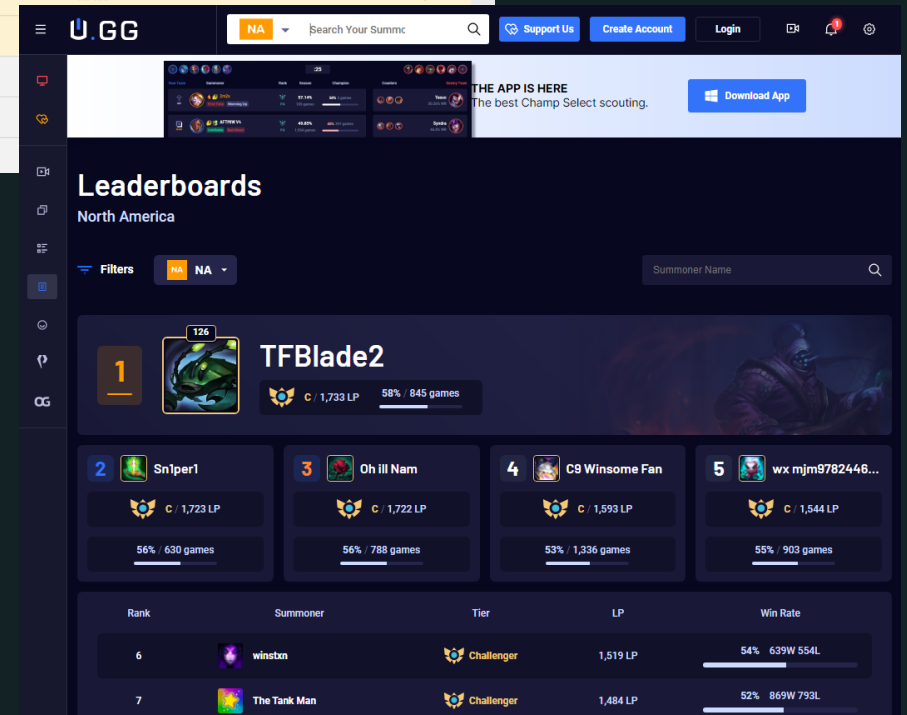 U.GG
NA
Search Your Summc
Support Us
Create Account
Login
1
:25
THE APP IS HERE
The best Champ Select scouting.
Download App
Leaderboards
North America
Filters
NA NA
Summoner Name
126
1
TFBlade2
C / 1,733 LP
58% / 845 games
2 Sn1per1
C / 1,723 LP
56% / 630 games
3 Oh ill Nam
C / 1,722 LP
56% / 788 games
4 C9 Winsome Fan
C / 1,593 LP
53% / 1,336 games
5 wx mjm9782446...
C / 1,544 LP
55% / 903 games
OG
Rank Summoner Tier LP Win Rate
6 winstxn Challenger 1,519 LP 54% 639W 554L
7 The Tank Man Challenger 1,484 LP 52% 869W 793L